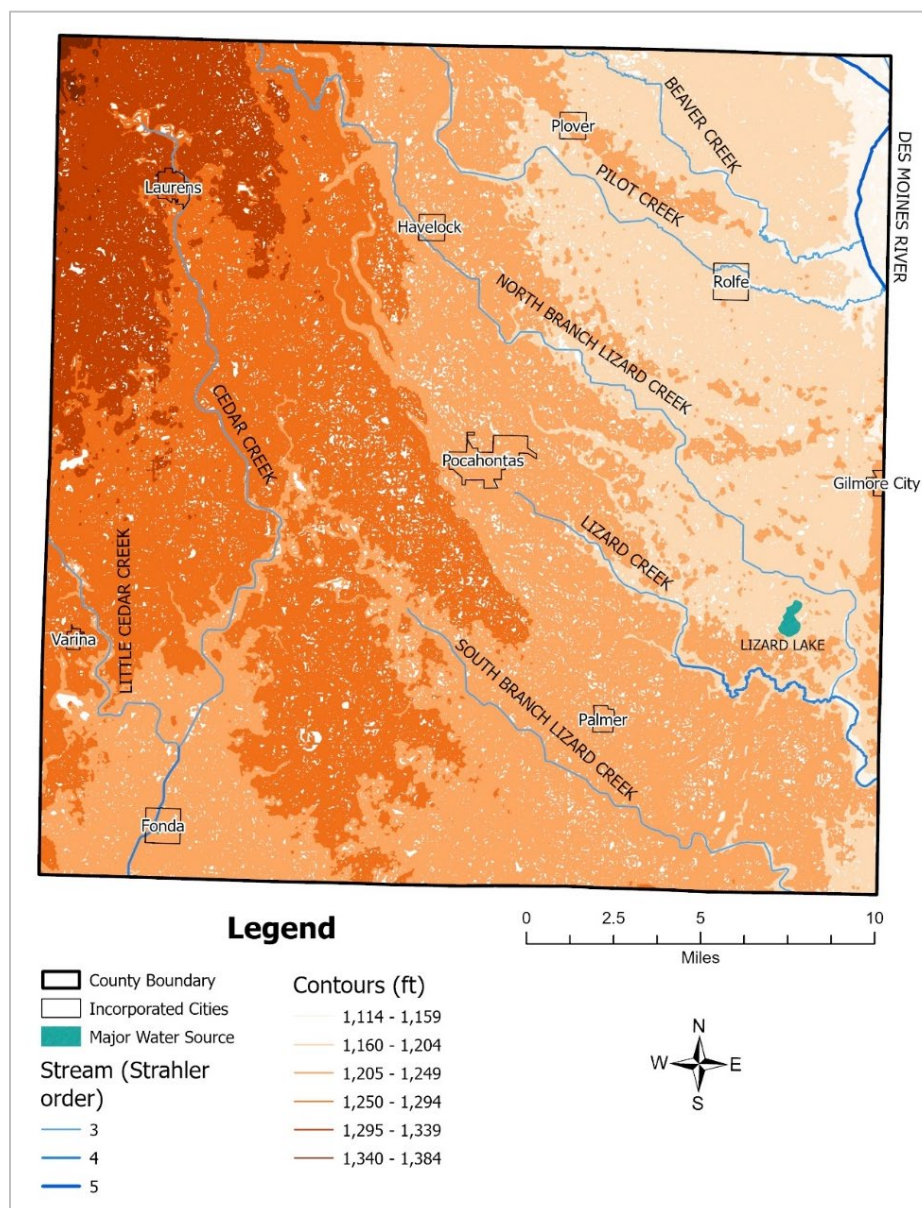 BEAVER CREEK
Plover
DES MOINES RIVER
Laurens
PILOT CREEK
Havelock
Rolfe
NORTH BRANCH LIZARD CREEK
CEDAR CREEK
Pocahontas
Gilmore City
LIZARD CREEK
LITTLE CEDAR CREEK
Varina
LIZARD LAKE
SOUTH BRANCH LIZARD CREEK
Palmer
Fonda
Legend
0 2.5 5 10
Miles
County Boundary
Incorporated Cities
Major Water Source
Stream (Strahler
order)
3
4
5
Contours (ft)
1,114 - 1,159
1,160 - 1,204
1,205 - 1,249
1,250 - 1,294
1,295 - 1,339
1,340 - 1,384
N
W E
S